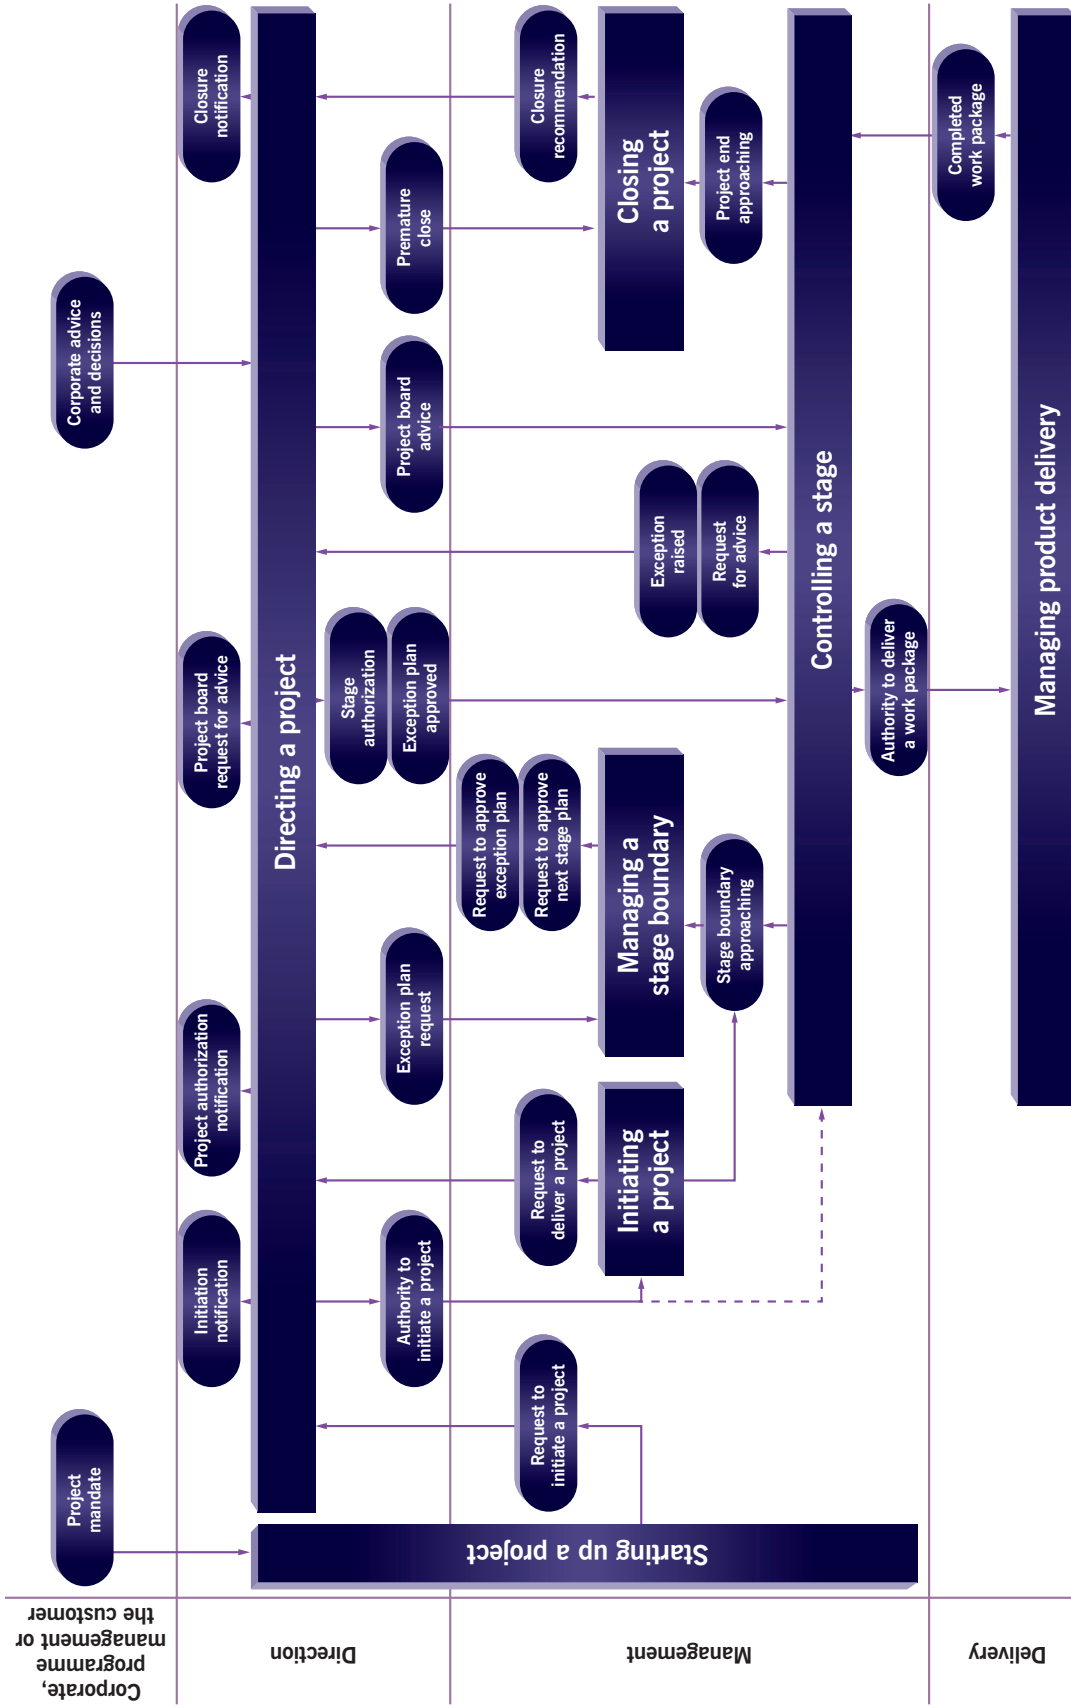 Corporate,
programme
management or
the customer
Project
mandate
Corporate advice
and decisions
Direction
Initiation
notification
Project authorization
notification
Project board
request for advice
Closure
notification
Directing a project
Authority to
initiate a project
Exception plan
request
Stage
authorization
Exception plan
approved
Project board
advice
Premature
close
Starting up a project
Management
Request to
initiate a project
Request to
deliver a project
Request to approve
exception plan
Request to approve
next stage plan
Closure
recommendation
Initiating
a project
Managing a
stage boundary
Exception
raised
Request
for advice
Closing
a project
Stage boundary
approaching
Project end
approaching
Controlling a stage
Authority to deliver
a work package
Completed
work package
Delivery
Managing product delivery